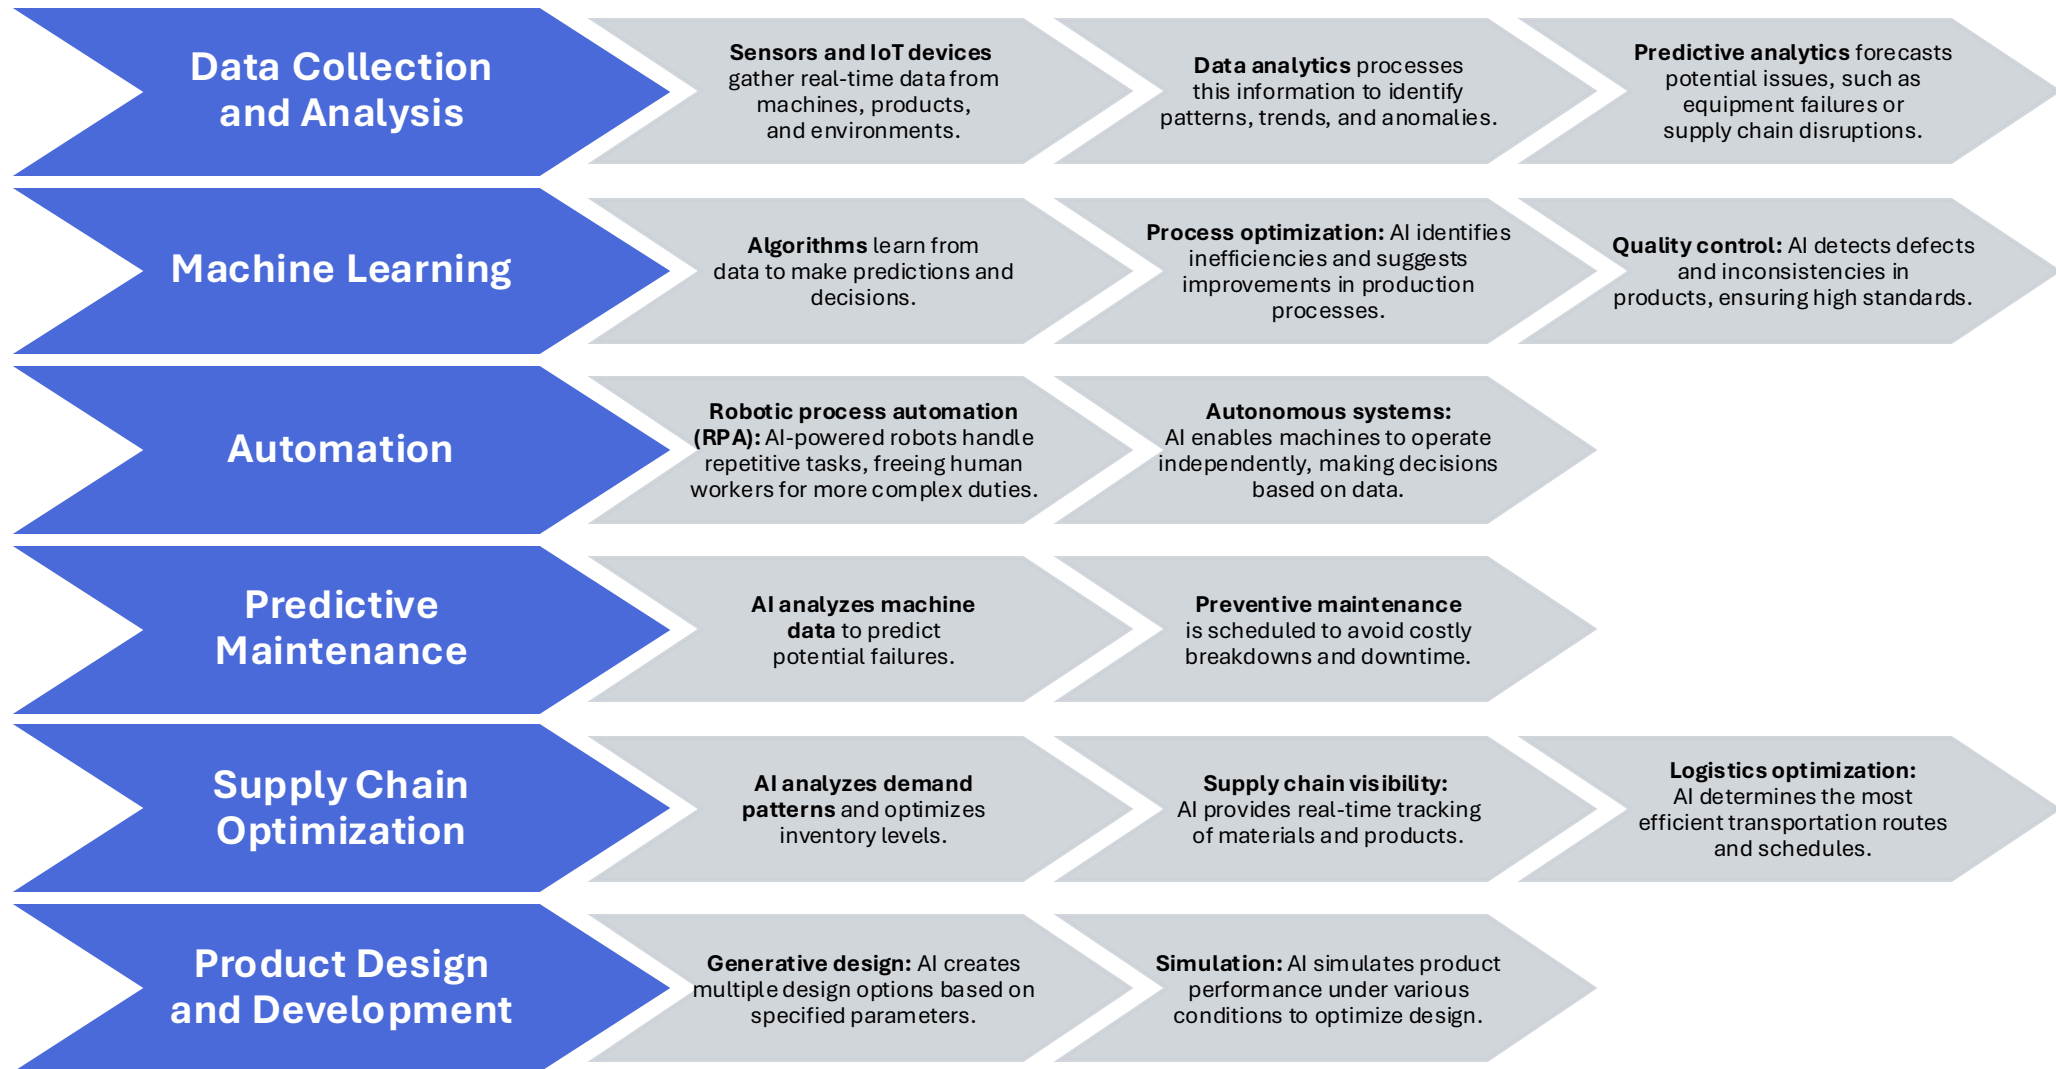 Data Collection
and Analysis
Sensors and IoT devices
gather real-time data from
machines, products,
and environments.
Data analytics processes
this information to identify
patterns, trends, and anomalies.
Predictive analytics forecasts
potential issues, such as
equipment failures or
supply chain disruptions.
Machine Learning
Algorithms learn from
data to make predictions and
decisions.
Process optimization: AI identifies
inefficiencies and suggests
improvements in production
processes.
Quality control: AI detects defects
and inconsistencies in
products, ensuring high standards.
Automation
Robotic process automation
(RPA): AI-powered robots handle
repetitive tasks, freeing human
workers for more complex duties.
Autonomous systems:
AI enables machines to operate
independently, making decisions
based on data.
Predictive
Maintenance
AI analyzes machine
data to predict
potential failures.
Preventive maintenance
is scheduled to avoid costly
breakdowns and downtime.
Supply Chain
Optimization
AI analyzes demand
patterns and optimizes
inventory levels.
Supply chain visibility:
AI provides real-time tracking
of materials and products.
Logistics optimization:
AI determines the most
efficient transportation routes
and schedules.
Product Design
and Development
Generative design: AI creates
multiple design options based on
specified parameters.
Simulation: AI simulates product
performance under various
conditions to optimize design.